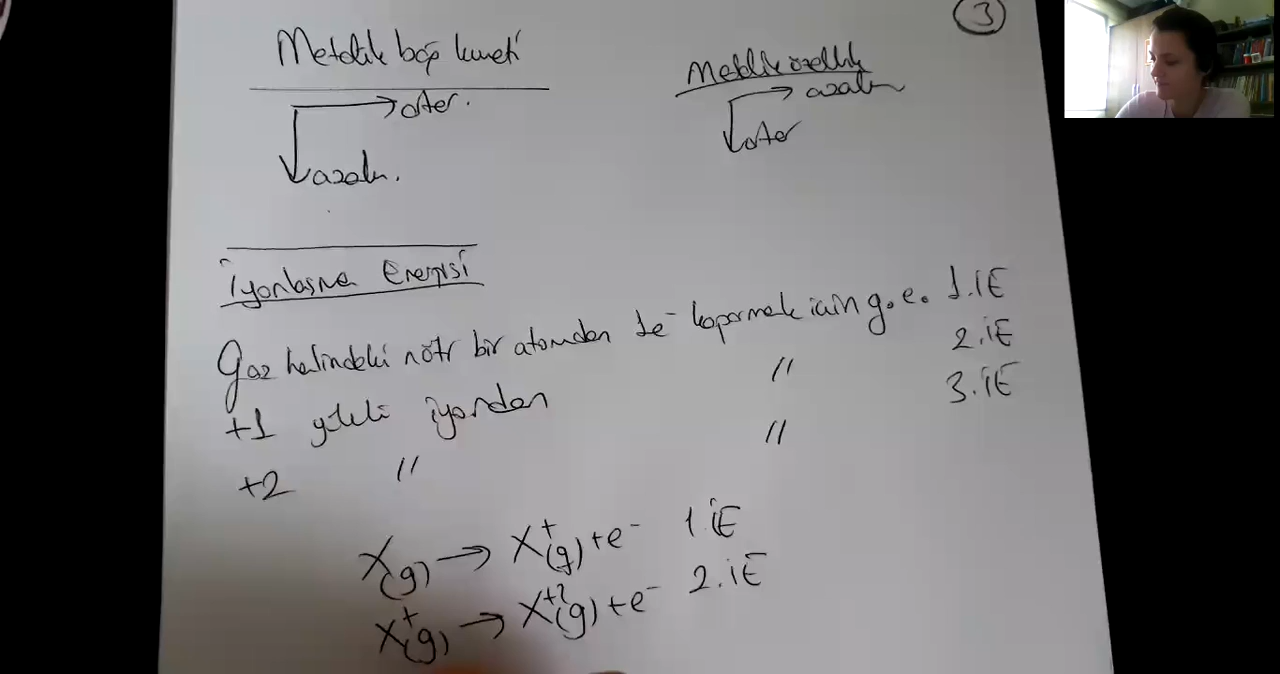 3
Metalik bağ kuvveti
artar.
azalır.
Metalik özellik
azalır
artar
İyonlaşma Enerjisi
Gaz halindeki nötr bir atomdan 1e⁻ koparmak için g.e. 1.İE
+1 yüklü iyondan " 2.İE
+2 " " 3.İE
X(g) → X⁺(g) + e⁻ 1.İE
X⁺(g) → X⁺²(g) + e⁻ 2.İE